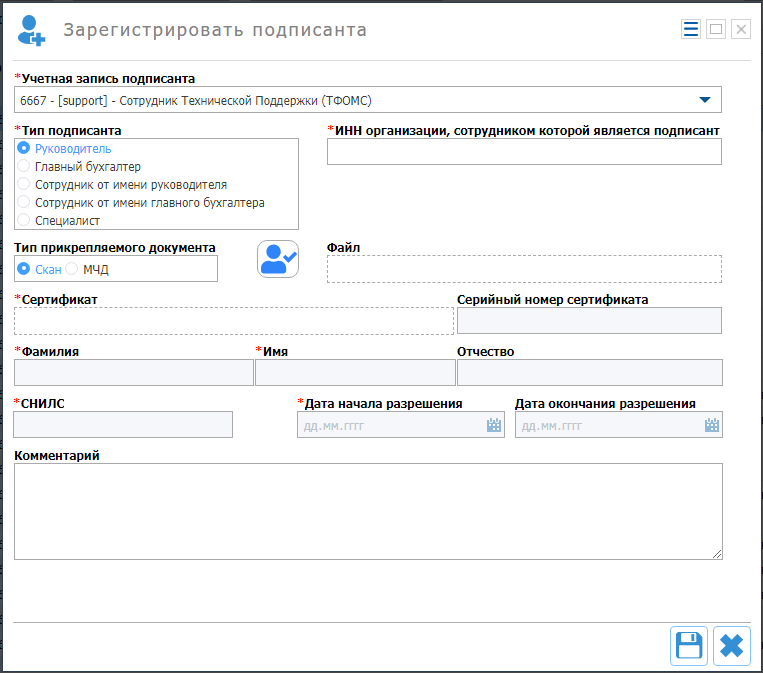 Зарегистрировать подписанта
*Учетная запись подписанта
6667 - [support] - Сотрудник Технической Поддержки (ТФОМС)
*Тип подписанта
Руководитель
Главный бухгалтер
Сотрудник от имени руководителя
Сотрудник от имени главного бухгалтера
Специалист
*ИНН организации, сотрудником которой является подписант
Тип прикрепляемого документа
Скан МЧД
Файл
*Сертификат
Серийный номер сертификата
*Фамилия
*Имя
Отчество
*СНИЛС
*Дата начала разрешения
дд.мм.гггг
Дата окончания разрешения
дд.мм.гггг
Комментарий